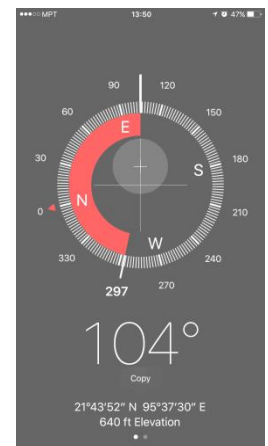 MPT 13:50 47%
90 120
60 150
E
30 S 180
0 N 210
W
330 240
297 270
104°
Copy
21°43'52" N 95°37'30" E
640 ft Elevation